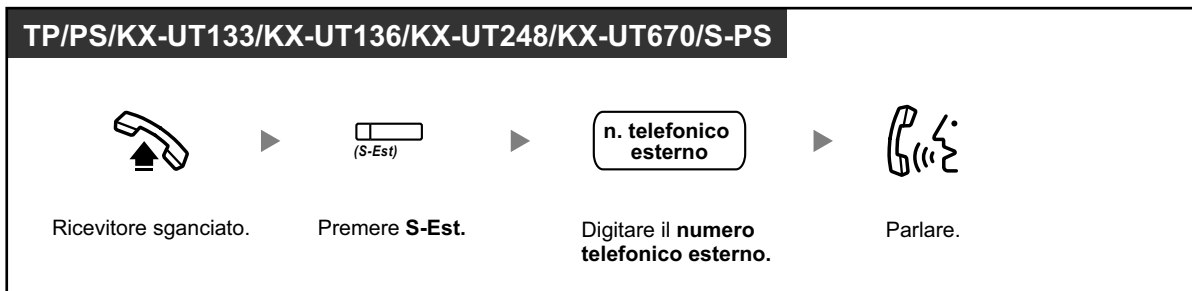 TP/PS/KX-UT133/KX-UT136/KX-UT248/KX-UT670/S-PS
(S-Est)
n. telefonico
esterno
Ricevitore sganciato.
Premere S-Est.
Digitare il numero
telefonico esterno.
Parlare.